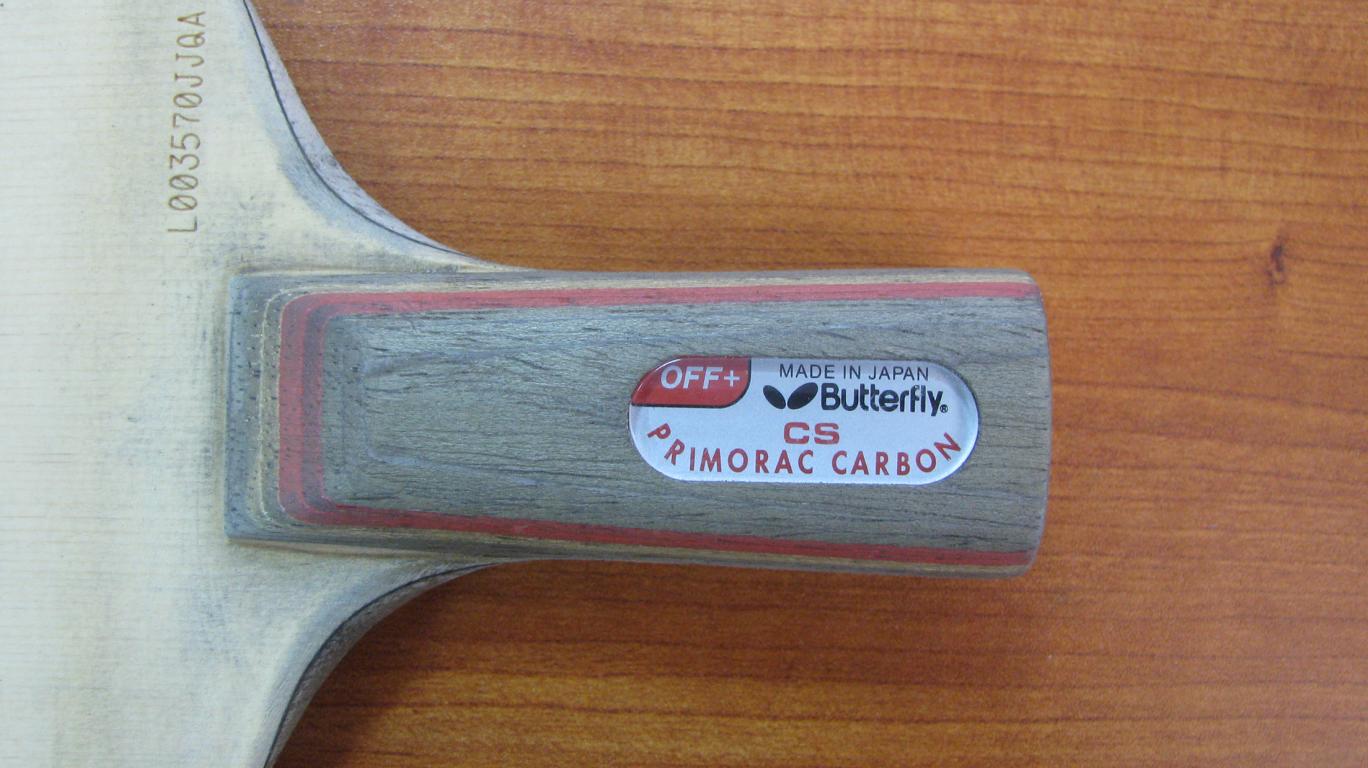 L003570JJQA
OFF+
MADE IN JAPAN
Butterfly®
CS
PRIMORAC CARBON